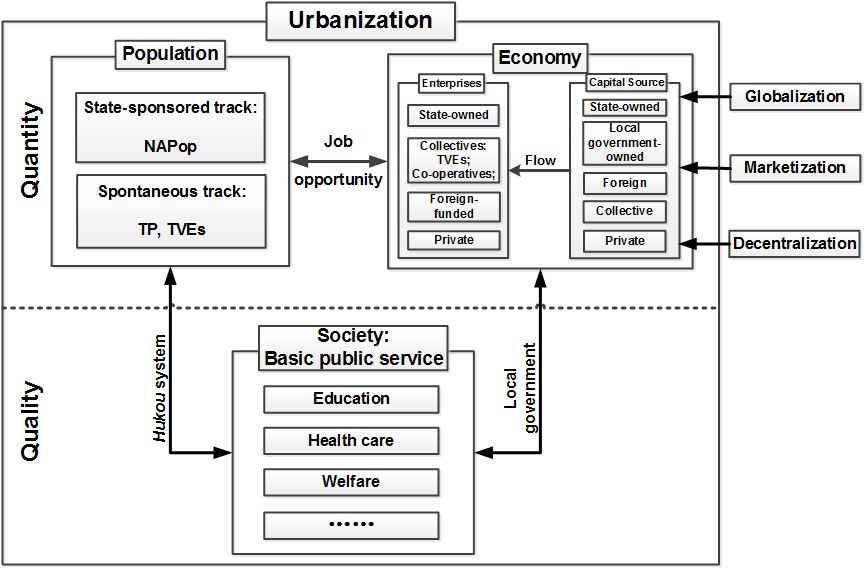 Urbanization
Quantity
Population
State-sponsored track:
NAPop
Spontaneous track:
TP, TVEs
Job
opportunity
Economy
Enterprises
State-owned
Collectives:
TVEs;
Co-operatives;
Foreign-
funded
Private
Flow
Capital Source
State-owned
Local
government-
owned
Foreign
Collective
Private
Globalization
Marketization
Decentralization
Quality
Hukou system
Society:
Basic public service
Education
Health care
Welfare
……
Local
government